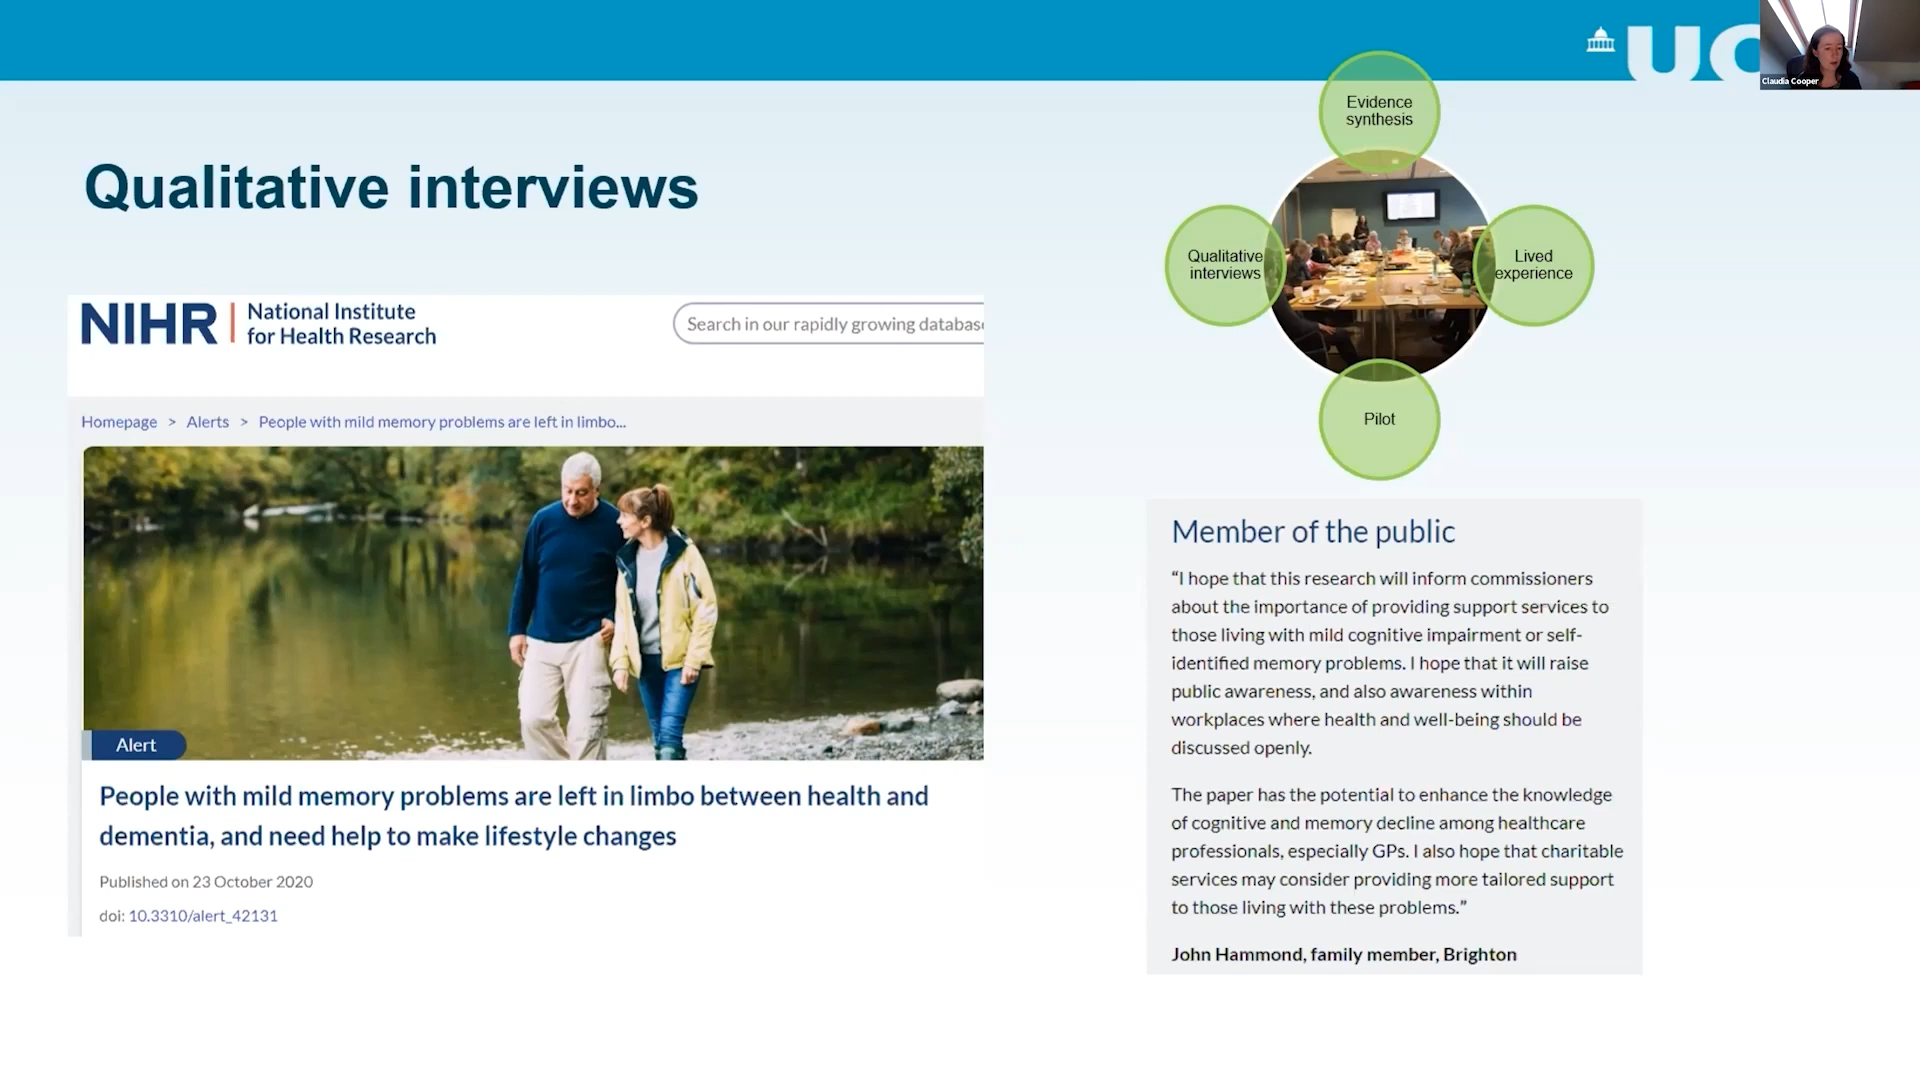 UC
Claudia Cooper
Qualitative interviews
Evidence
synthesis
Qualitative
interviews
Lived
experience
Pilot
NIHR
National Institute
for Health Research
Search in our rapidly growing databas
Homepage > Alerts > People with mild memory problems are left in limbo...
Alert
People with mild memory problems are left in limbo between health and
dementia, and need help to make lifestyle changes
Published on 23 October 2020
doi: 10.3310/alert_42131
Member of the public
“I hope that this research will inform commissioners
about the importance of providing support services to
those living with mild cognitive impairment or self-
identified memory problems. I hope that it will raise
public awareness, and also awareness within
workplaces where health and well-being should be
discussed openly.
The paper has the potential to enhance the knowledge
of cognitive and memory decline among healthcare
professionals, especially GPs. I also hope that charitable
services may consider providing more tailored support
to those living with these problems.”
John Hammond, family member, Brighton